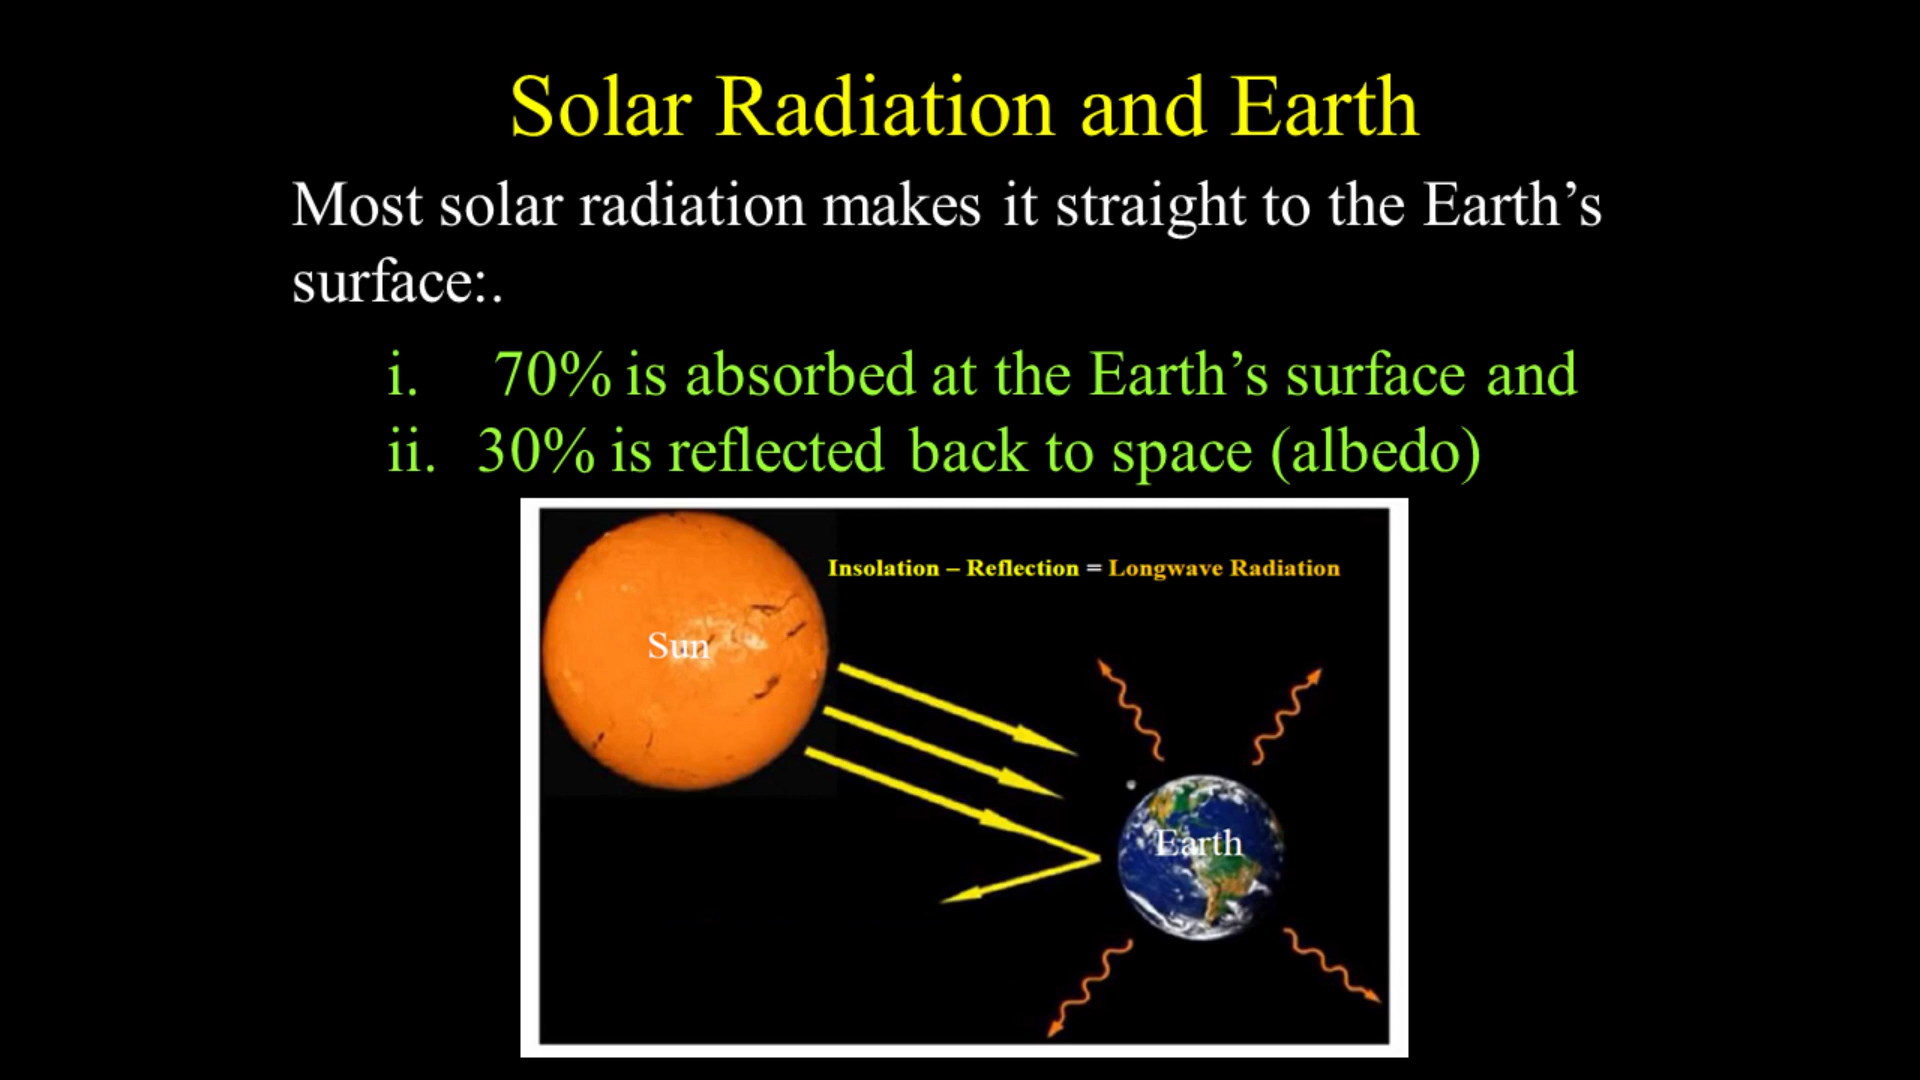 Solar Radiation and Earth
Most solar radiation makes it straight to the Earth’s
surface:.
i. 70% is absorbed at the Earth’s surface and
ii. 30% is reflected back to space (albedo)
Insolation – Reflection = Longwave Radiation
Sun
Earth